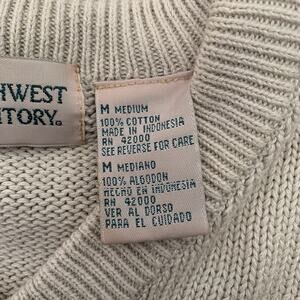 HWEST
ITORY®
M MEDIUM
100% COTTON
MADE IN INDONESIA
RN 42000
SEE REVERSE FOR CARE
M MEDIANO
100% ALGODON
HECHO EN INDONESIA
RN 42000
VER AL DORSO
PARA EL CUIDADO